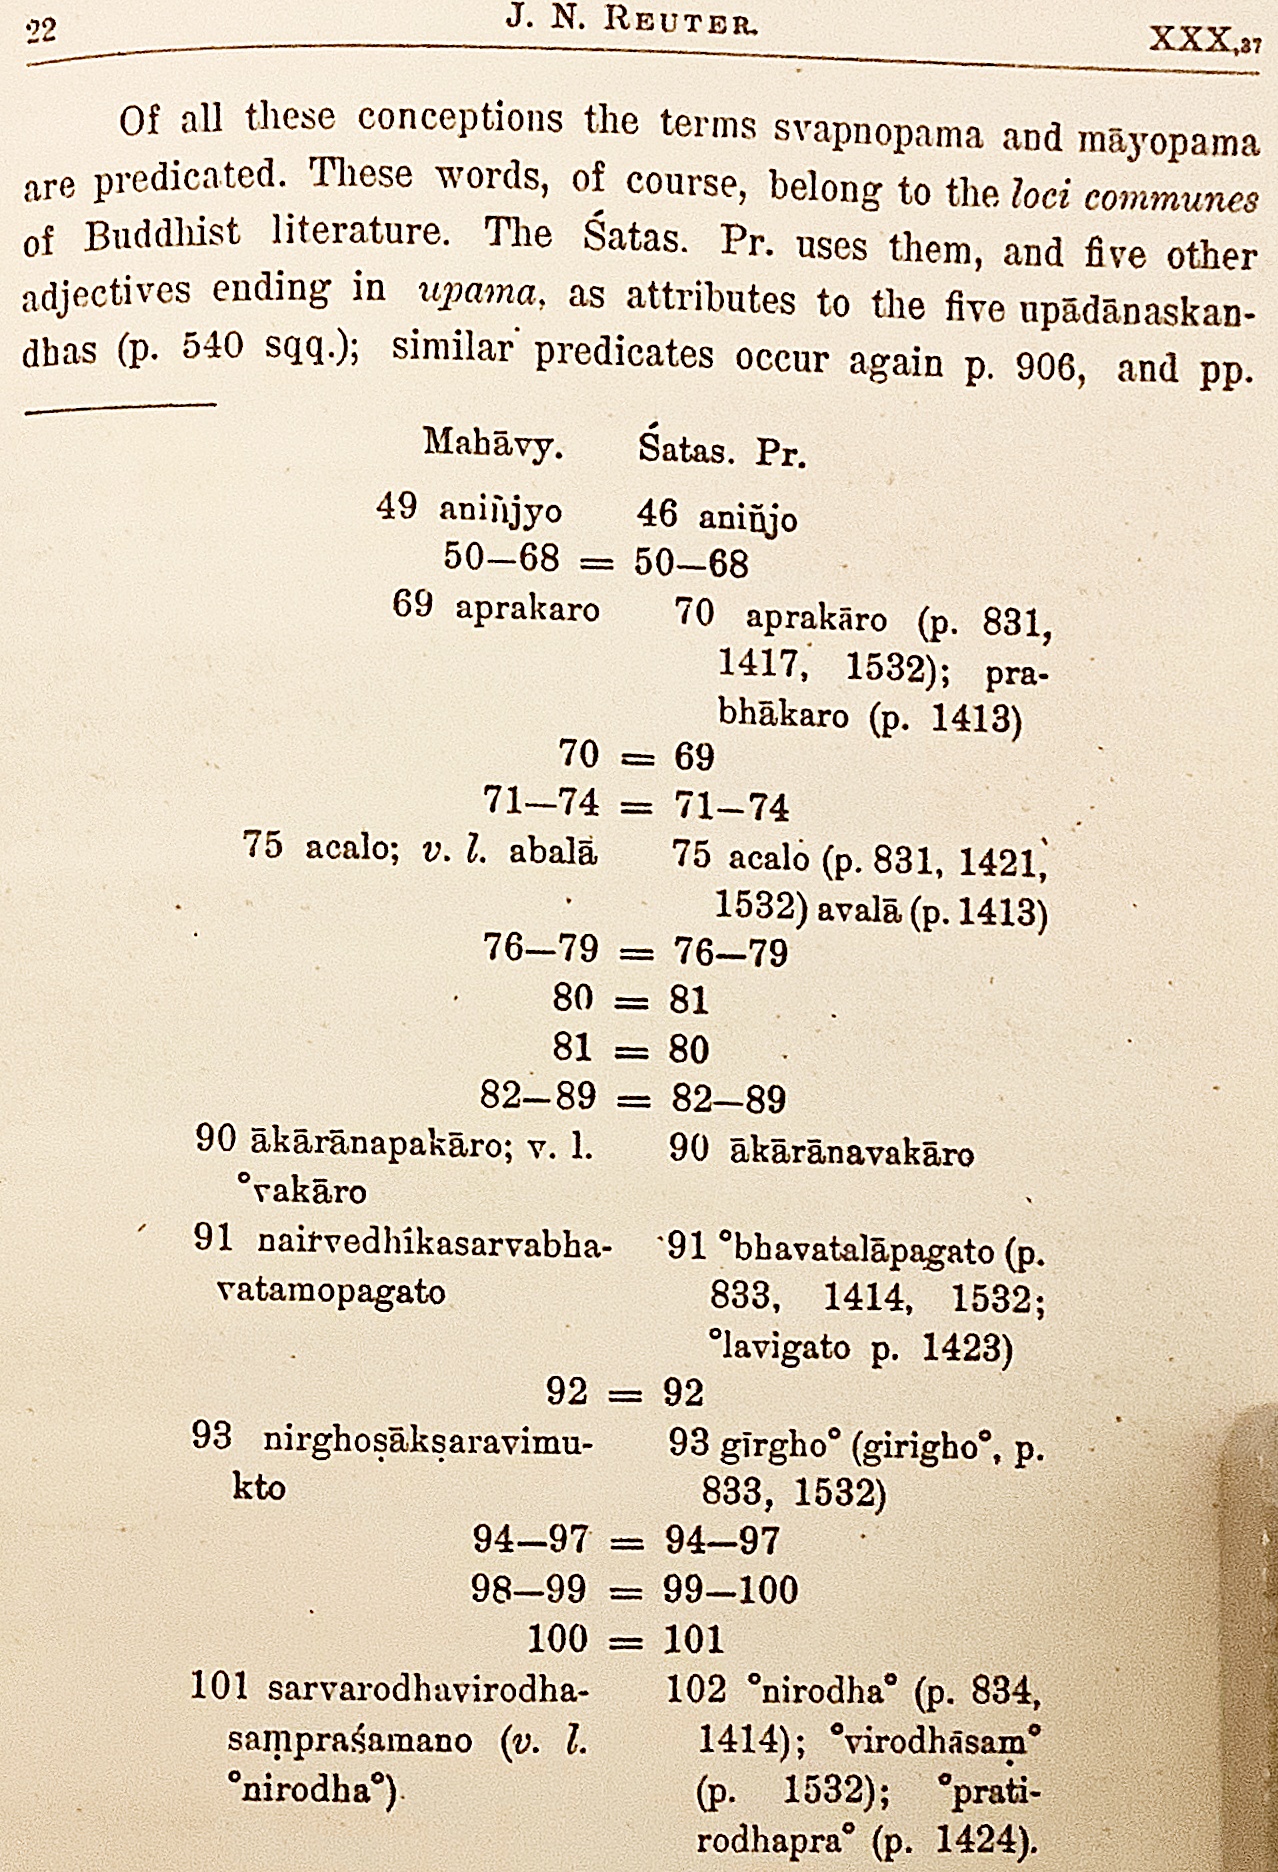 22 J. N. Reuter. XXX,37
Of all these conceptions the terms svapnopama and māyopama
are predicated. These words, of course, belong to the loci communes
of Buddhist literature. The Śatas. Pr. uses them, and five other
adjectives ending in upama, as attributes to the five upādānaskan-
dhas (p. 540 sqq.); similar predicates occur again p. 906, and pp.
Mahāvy. Śatas. Pr.
49 aniñjyo 46 aniñjo
50—68 = 50—68
69 aprakaro 70 aprakāro (p. 831,
1417, 1532); pra-
bhākaro (p. 1413)
70 = 69
71—74 = 71—74
75 acalo; v. l. abalā 75 acalo (p. 831, 1421,
1532) avalā (p. 1413)
76—79 = 76—79
80 = 81
81 = 80
82—89 = 82—89
90 ākārānapakāro; v. l. 90 ākārānavakāro
°vakāro
91 nairvedhikasarvabha- 91 °bhavatalāpagato (p.
vatamopagato 833, 1414, 1532;
°lavigato p. 1423)
92 = 92
93 nirghoṣākṣaravimu- 93 gīrgho° (girigho°, p.
kto 833, 1532)
94—97 = 94—97
98—99 = 99—100
100 = 101
101 sarvarodhavirodha- 102 °nirodha° (p. 834,
saṃpraśamano (v. l. 1414); °virodhāsaṃ°
°nirodha°). (p. 1532); °prati-
rodhapra° (p. 1424).